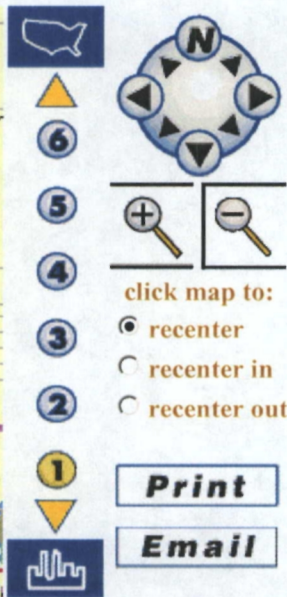 N
6
5
4
3
2
1
click map to:
recenter
recenter in
recenter out
Print
Email